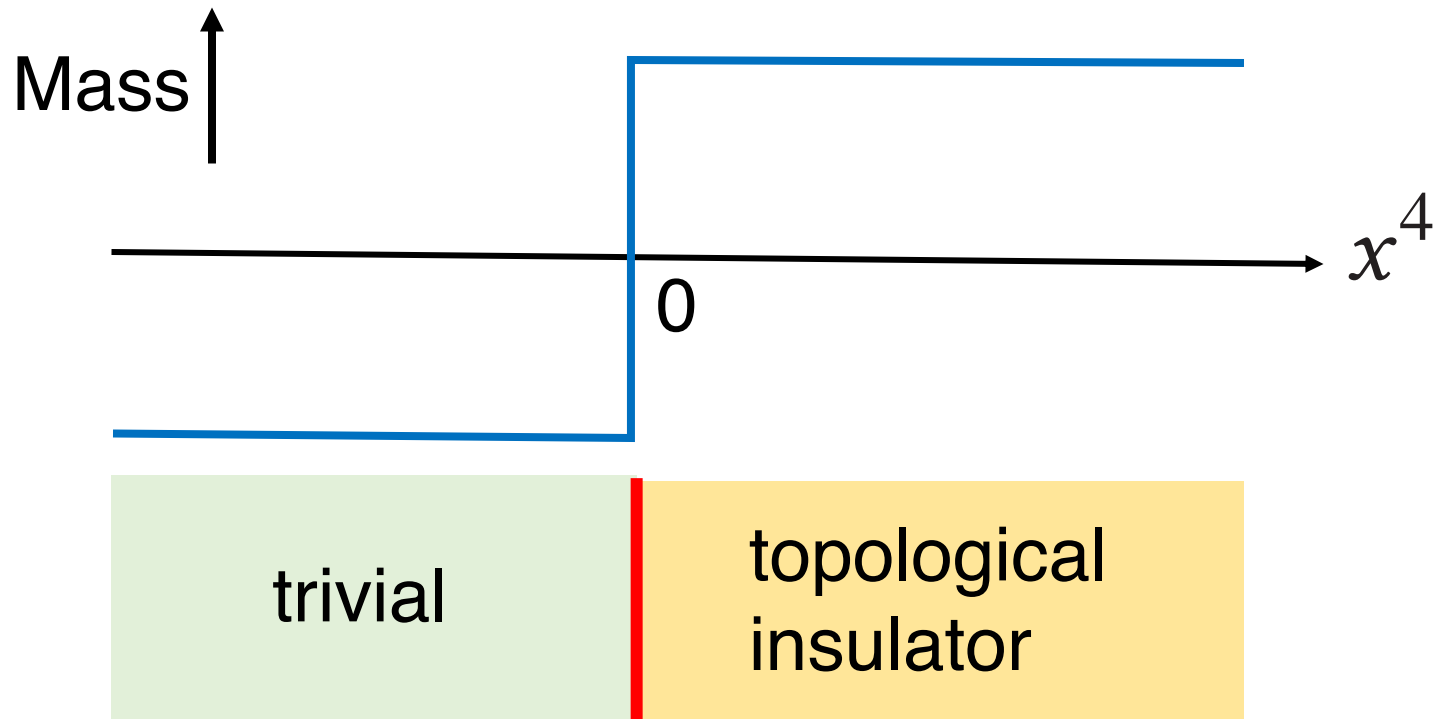 Mass
x⁴
0
trivial
topological
insulator